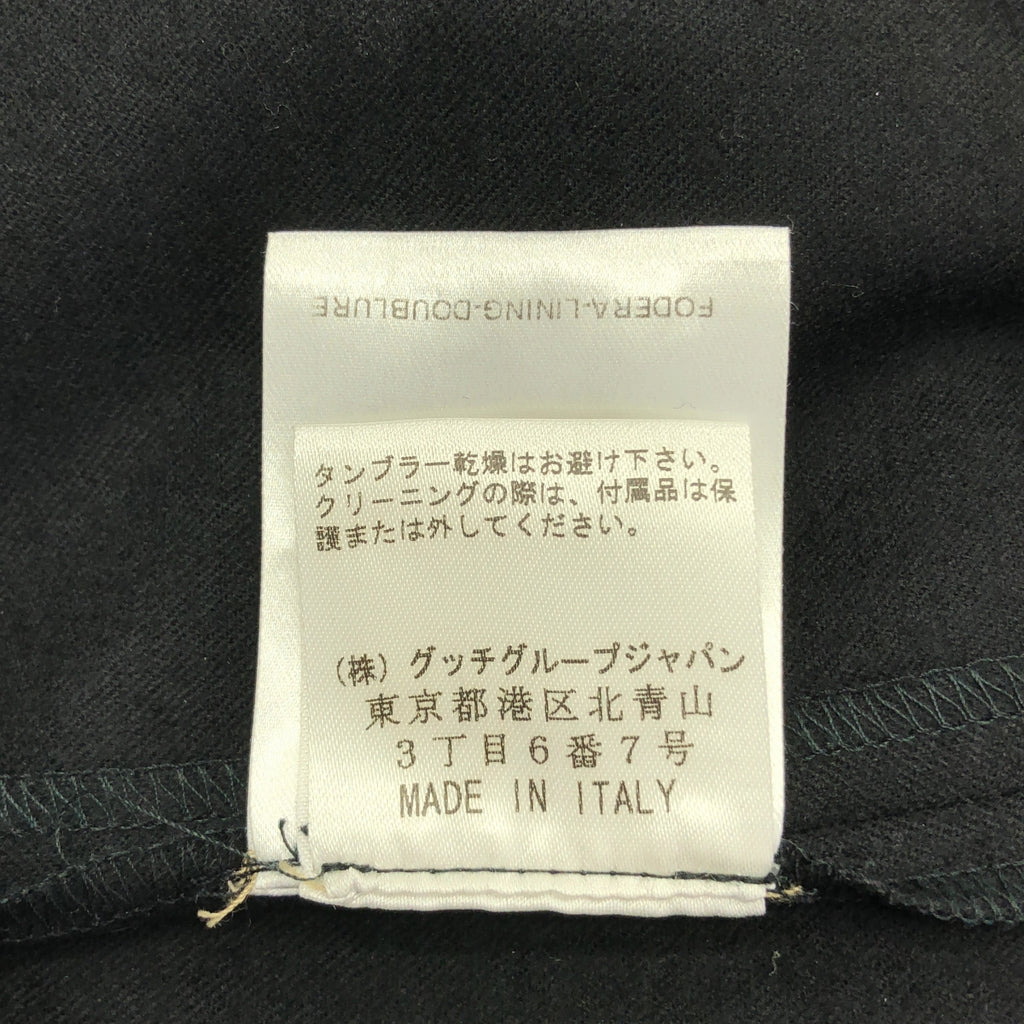 FODERA-LINING-DOUBLURE
タンブラー乾燥はお避け下さい。
クリーニングの際は、付属品は保
護または外してください。
（株）グッチグループジャパン
東京都港区北青山
3丁目6番7号
MADE IN ITALY